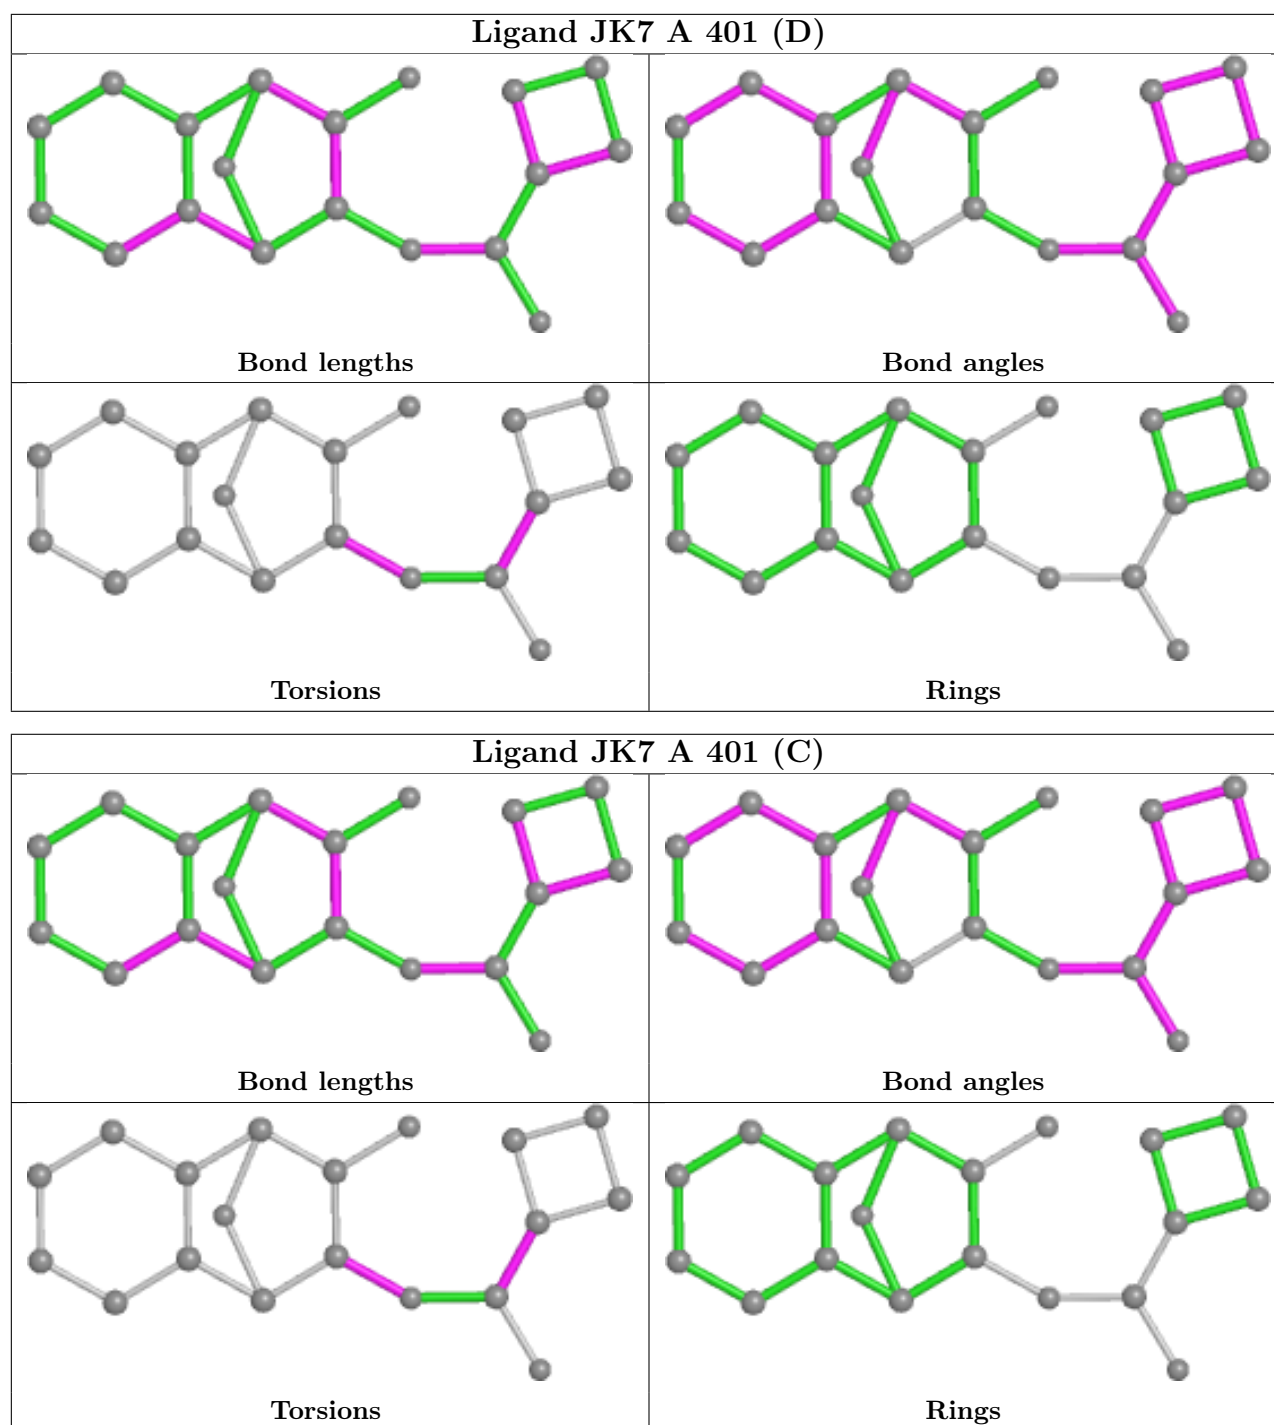 Ligand JK7 A 401 (D)
Bond lengths
Bond angles
Torsions
Rings
Ligand JK7 A 401 (C)
Bond lengths
Bond angles
Torsions
Rings